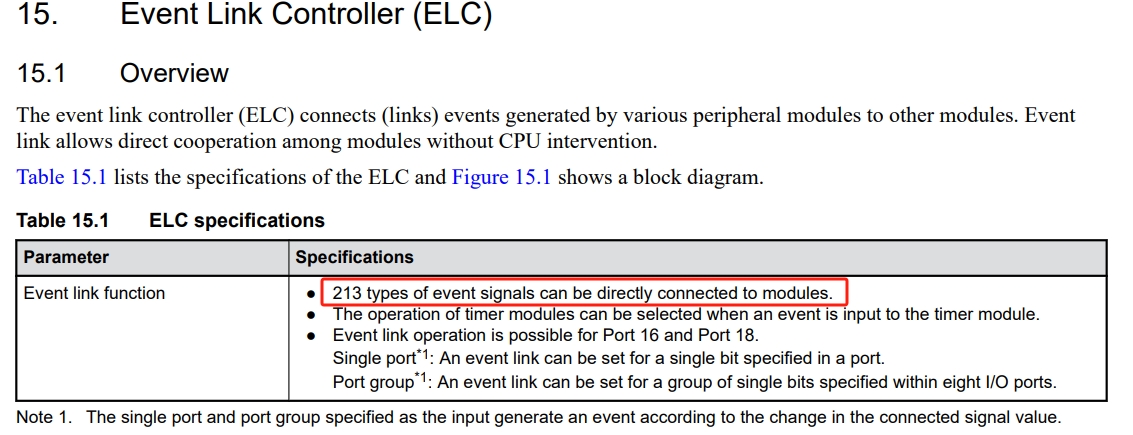 15. Event Link Controller (ELC)
15.1 Overview
The event link controller (ELC) connects (links) events generated by various peripheral modules to other modules. Event
link allows direct cooperation among modules without CPU intervention.
Table 15.1 lists the specifications of the ELC and Figure 15.1 shows a block diagram.
Table 15.1 ELC specifications
Parameter Specifications
Event link function ● 213 types of event signals can be directly connected to modules.
● The operation of timer modules can be selected when an event is input to the timer module.
● Event link operation is possible for Port 16 and Port 18.
Single port*1: An event link can be set for a single bit specified in a port.
Port group*1: An event link can be set for a group of single bits specified within eight I/O ports.
Note 1. The single port and port group specified as the input generate an event according to the change in the connected signal value.